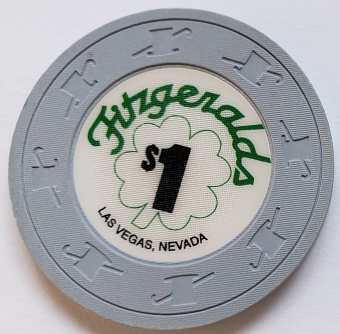 Fitzgeralds
$1
LAS VEGAS, NEVADA